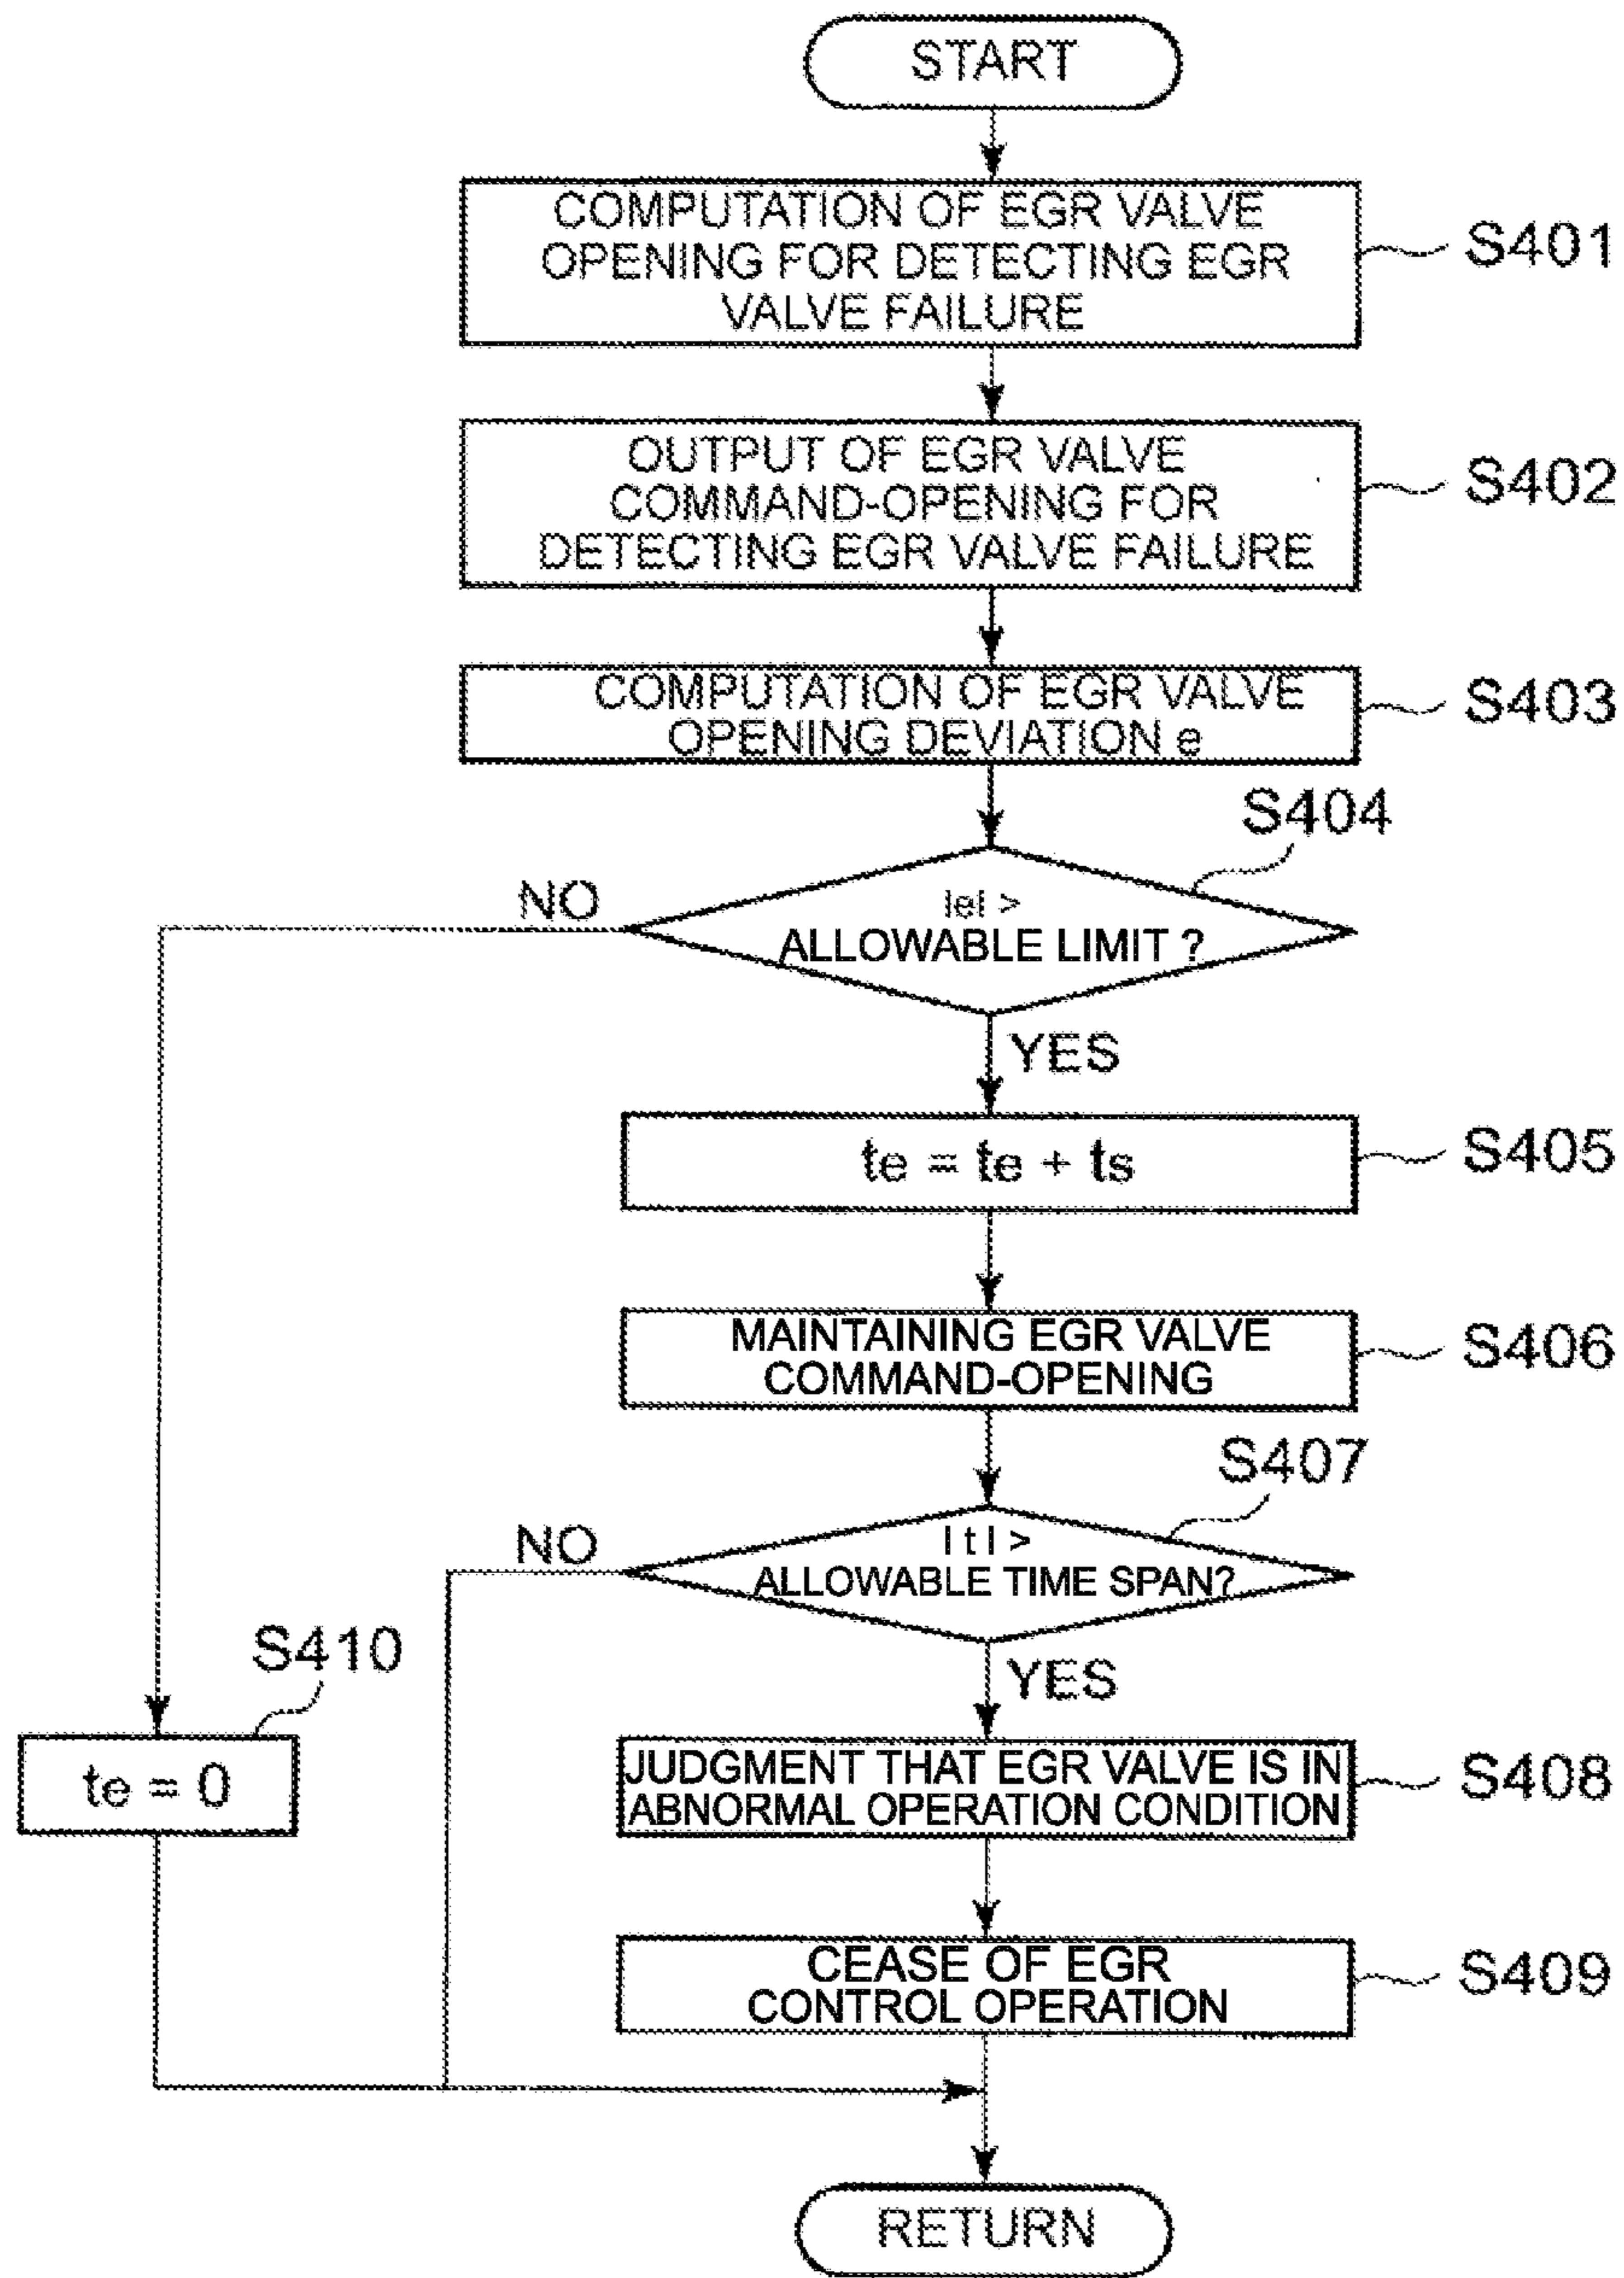 START
COMPUTATION OF EGR VALVE
OPENING FOR DETECTING EGR
VALVE FAILURE
S401
OUTPUT OF EGR VALVE
COMMAND-OPENING FOR
DETECTING EGR VALVE FAILURE
S402
COMPUTATION OF EGR VALVE
OPENING DEVIATION e
S403
S404
NO
|e| >
ALLOWABLE LIMIT ?
YES
te = te + ts
S405
MAINTAINING EGR VALVE
COMMAND-OPENING
S406
S407
NO
| t | >
ALLOWABLE TIME SPAN?
YES
S410
te = 0
JUDGMENT THAT EGR VALVE IS IN
ABNORMAL OPERATION CONDITION
S408
CEASE OF EGR
CONTROL OPERATION
S409
RETURN